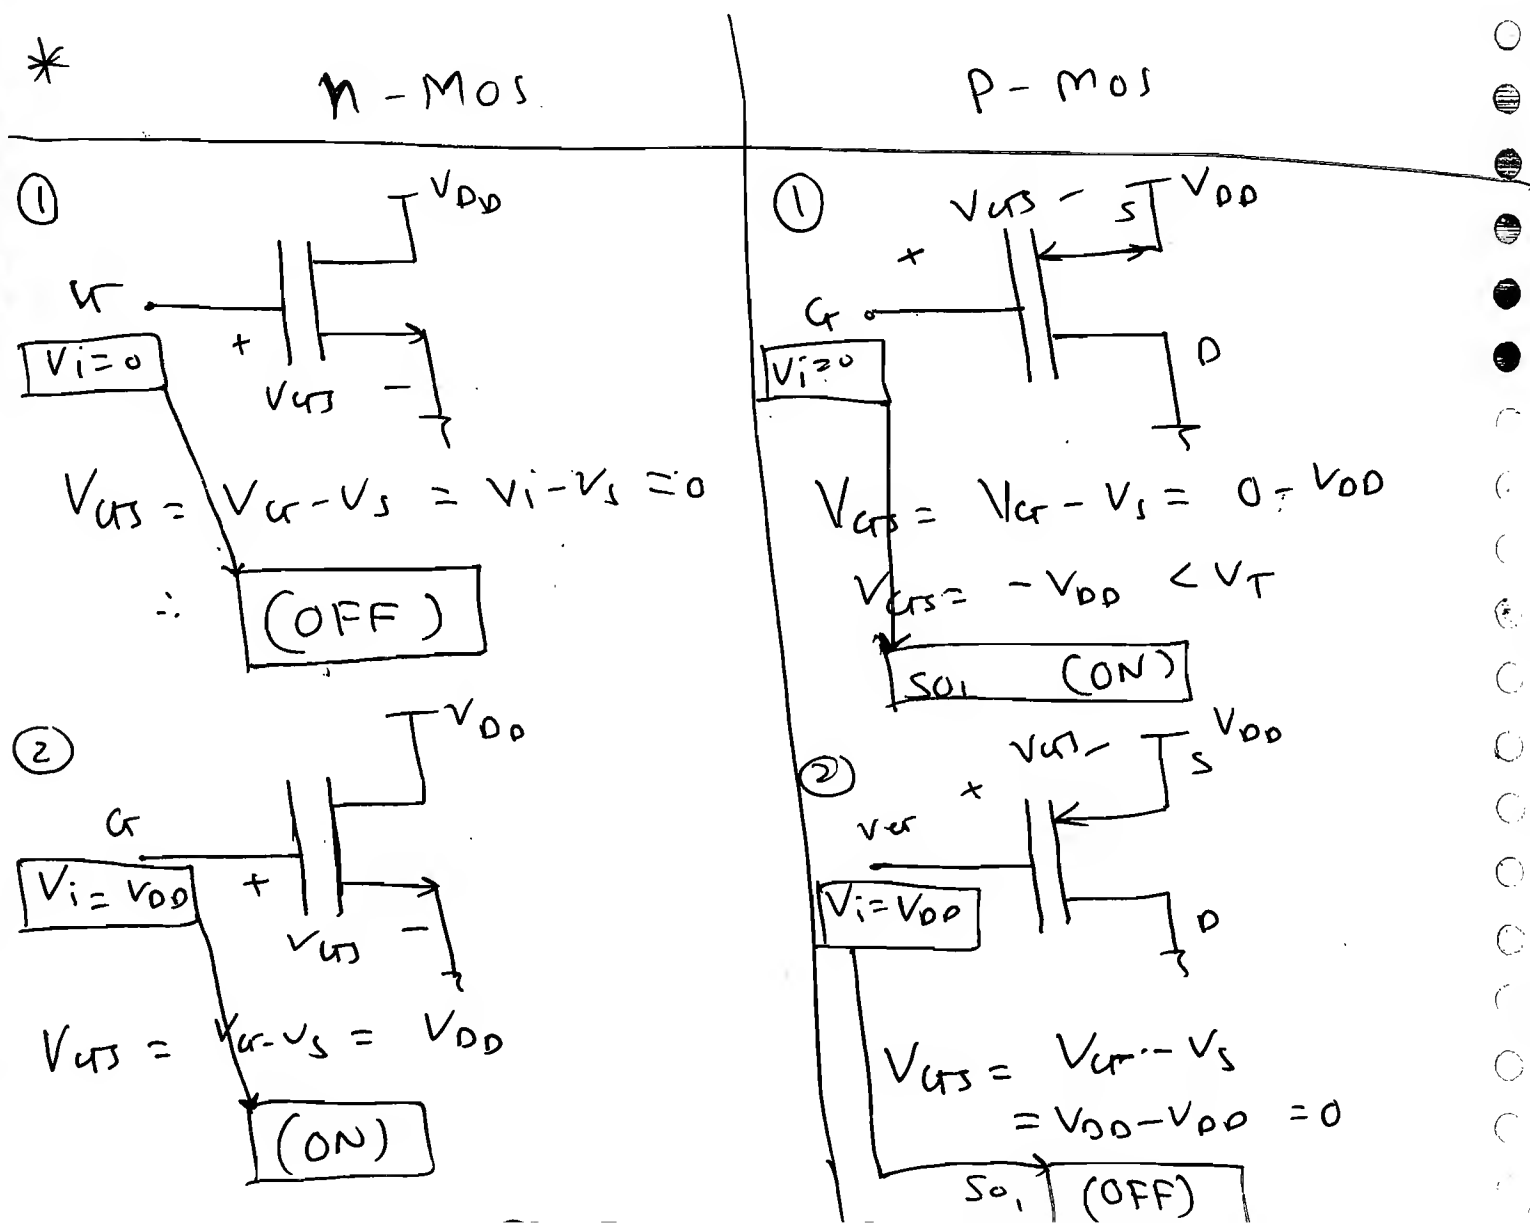 *
n-MOS
①
VDD
G
Vi=0
+
VGS
-
VGS = VG-VS = Vi-VS =0
∴ (OFF)
②
VDD
G
Vi=VDD
+
VGS
-
VGS = VG-VS = VDD
(ON)
P-MOS
①
VGS - S VDD
+
G
Vi=0
D
VGS = VG - VS = 0 - VDD
VGS= - VDD < VT
SO, (ON)
②
VGS - S VDD
+
VG
Vi=VDD
D
VGS = VG - VS
= VDD-VDD =0
So, (OFF)